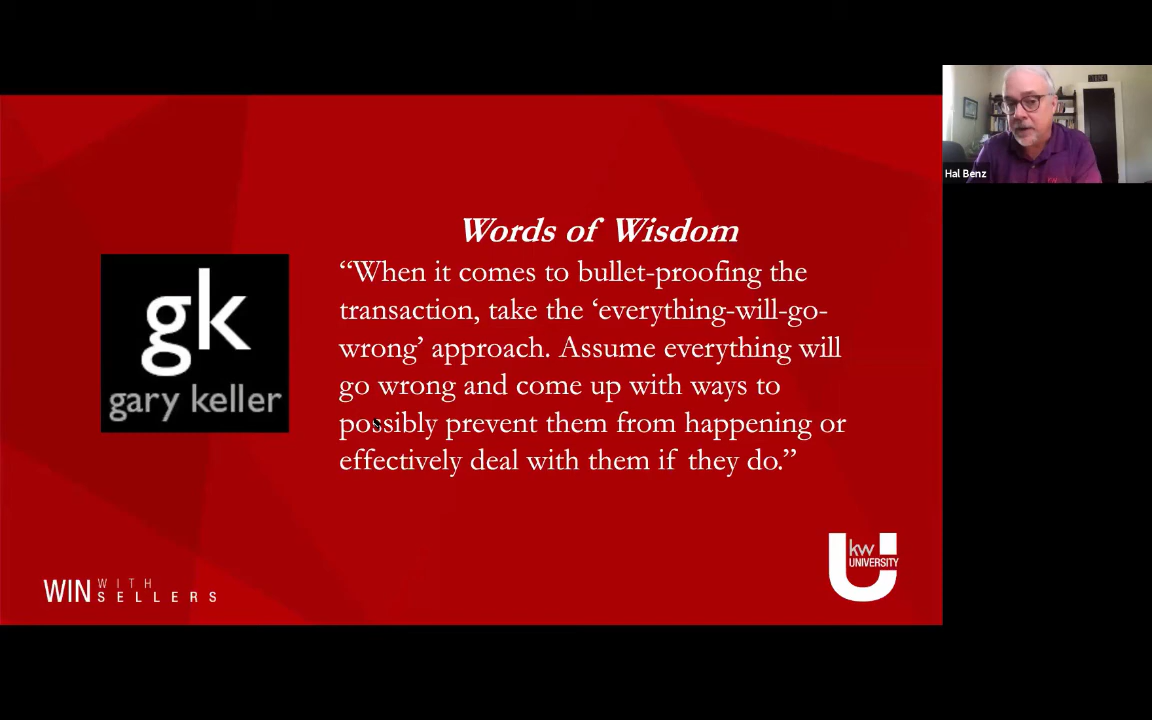 Words of Wisdom
“When it comes to bullet-proofing the
transaction, take the ‘everything-will-go-
wrong’ approach. Assume everything will
go wrong and come up with ways to
possibly prevent them from happening or
effectively deal with them if they do.”
gk
gary keller
WIN WITH
SELLERS
kw
UNIVERSITY
Hal Benz